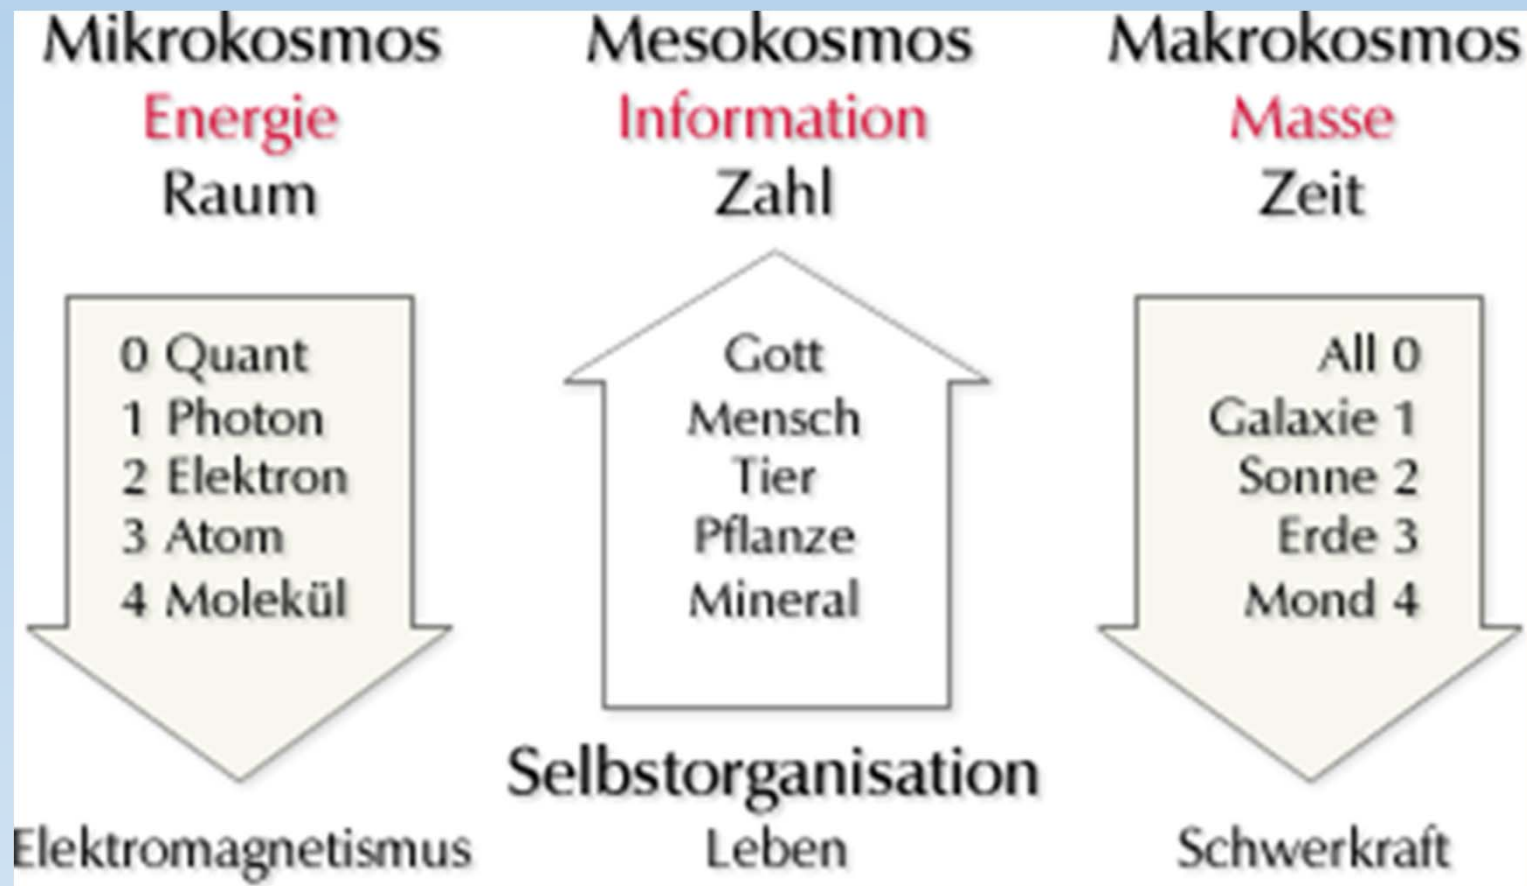 Mikrokosmos
Energie
Raum
0 Quant
1 Photon
2 Elektron
3 Atom
4 Molekül
Elektromagnetismus
Mesokosmos
Information
Zahl
Gott
Mensch
Tier
Pflanze
Mineral
Selbstorganisation
Leben
Makrokosmos
Masse
Zeit
All 0
Galaxie 1
Sonne 2
Erde 3
Mond 4
Schwerkraft